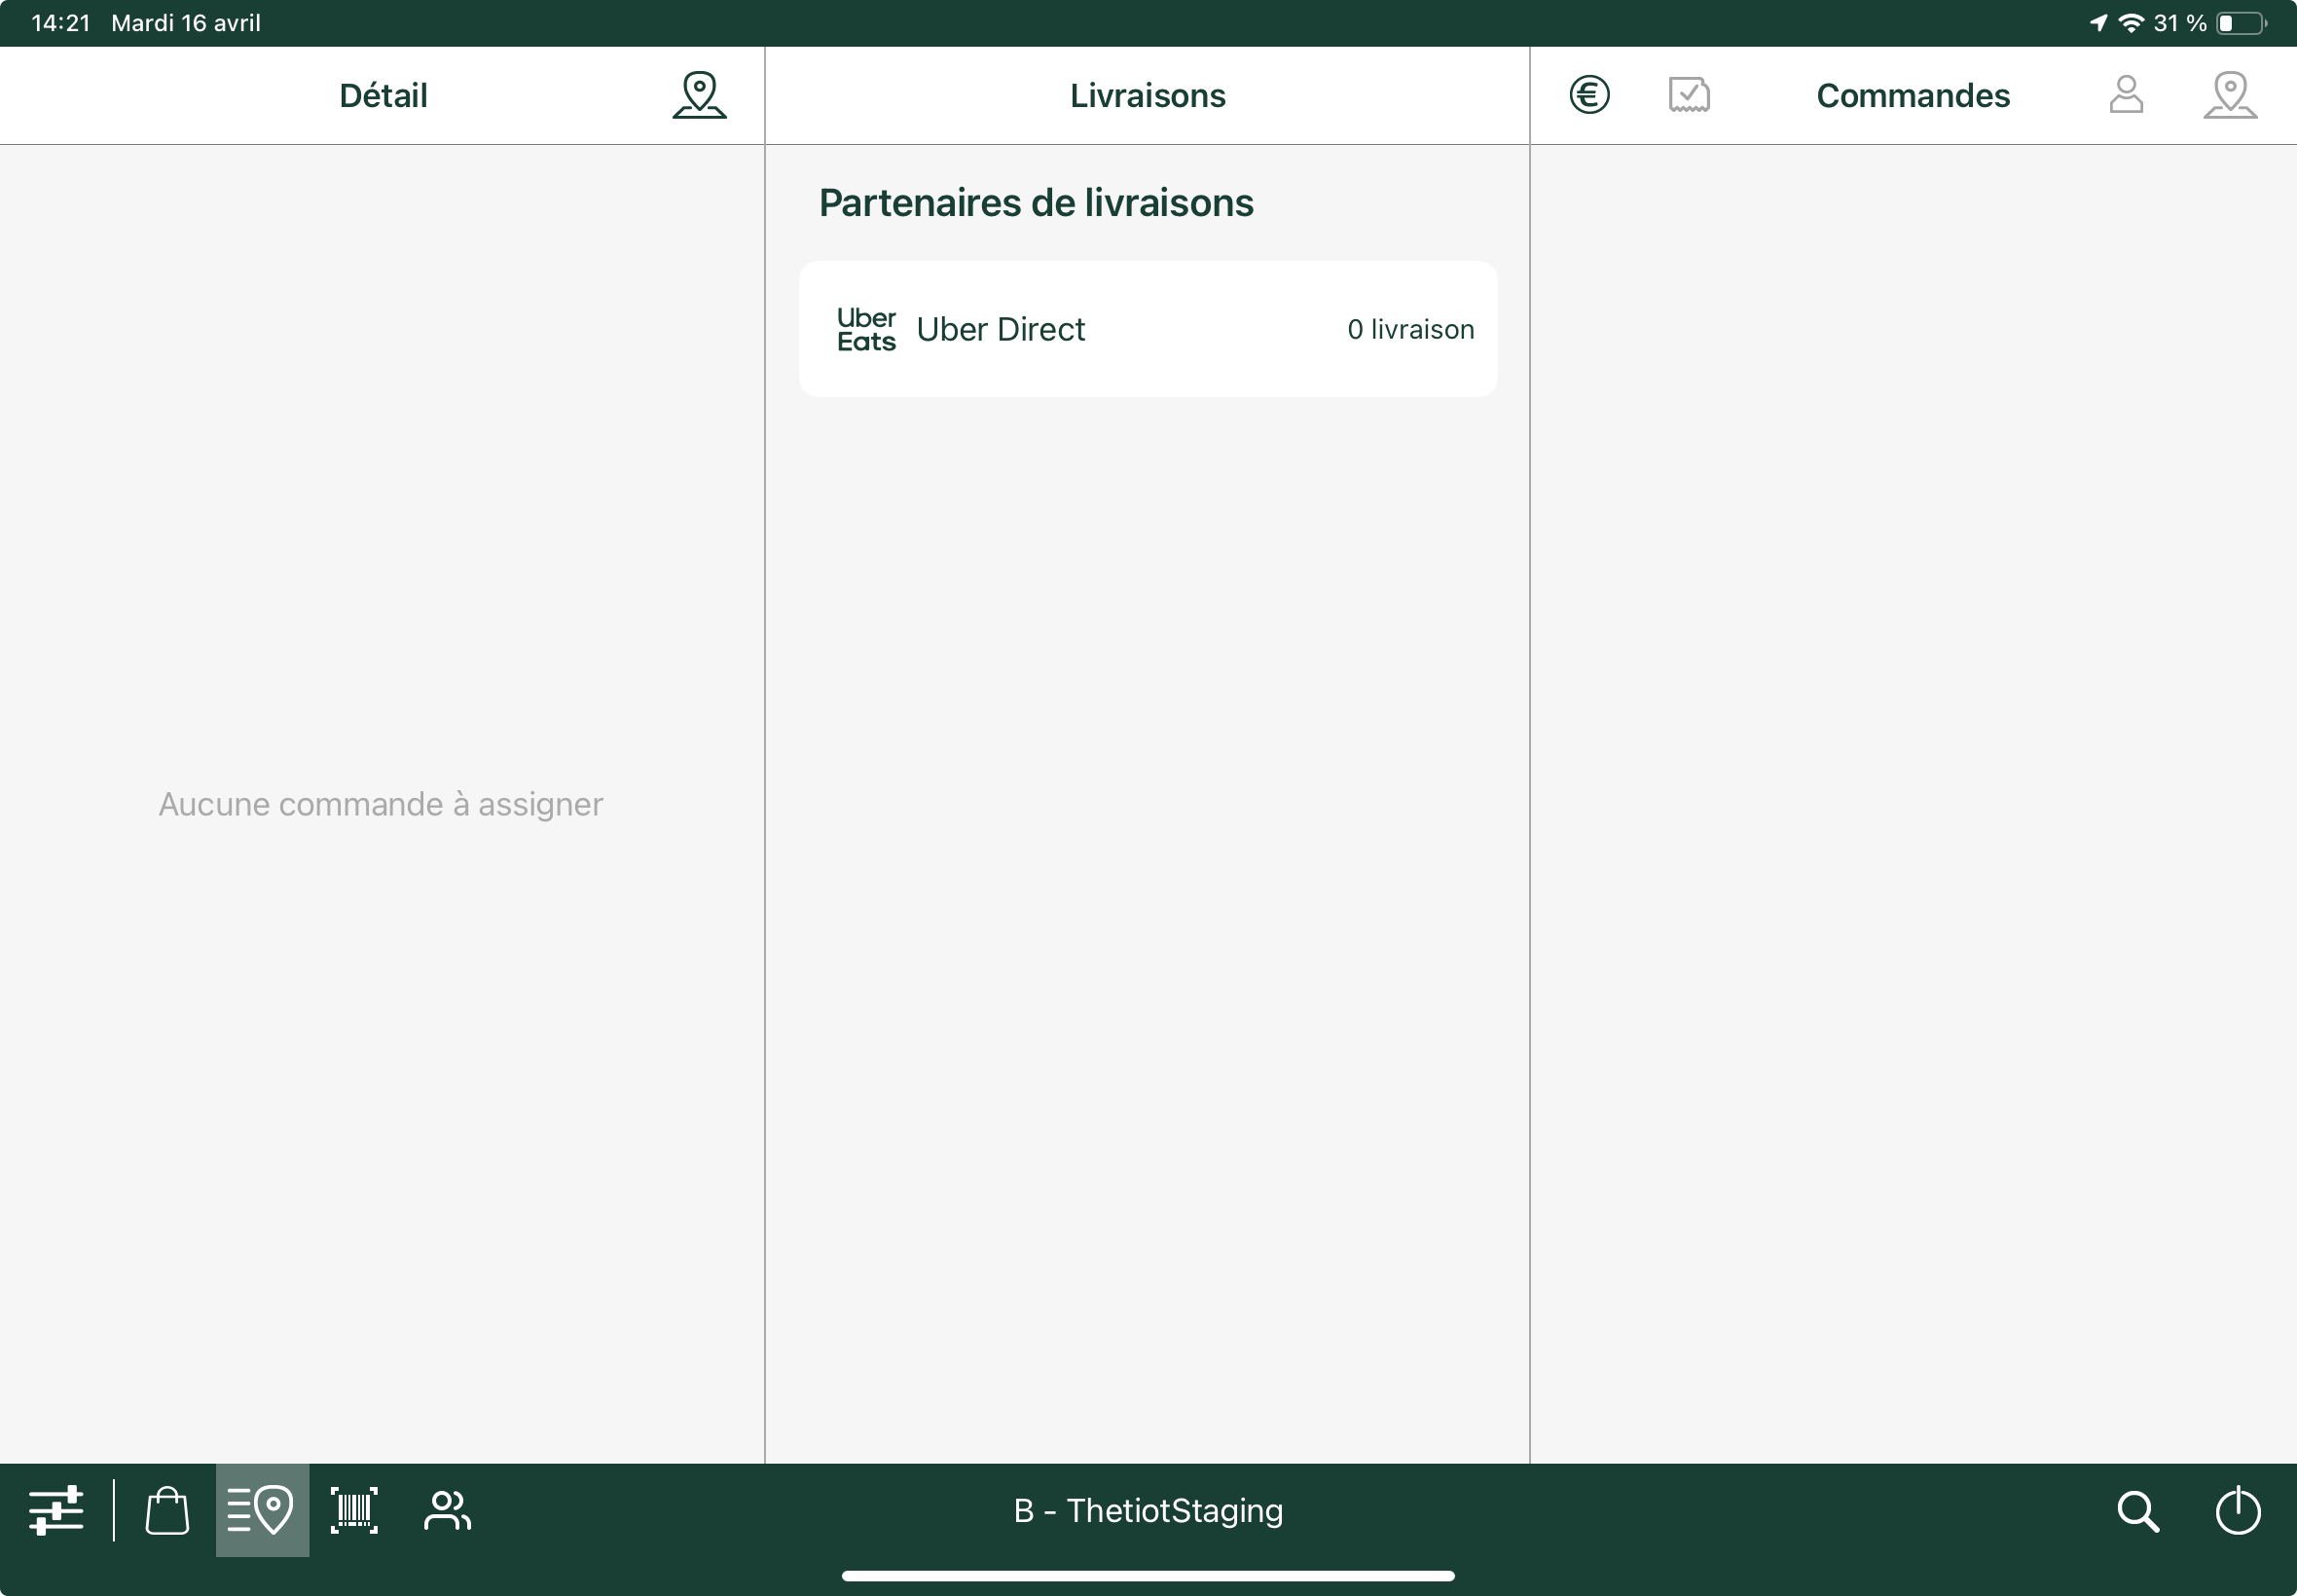 14:21 Mardi 16 avril
31 %
Détail
Livraisons
Commandes
Partenaires de livraisons
Uber
Eats
Uber Direct
0 livraison
Aucune commande à assigner
B - ThetiotStaging